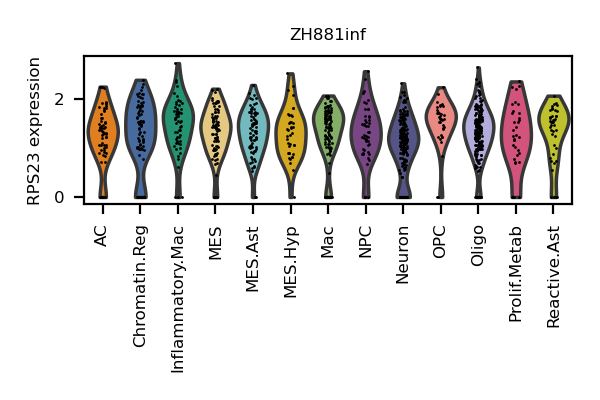 ZH881inf
RPS23 expression
2
0
AC
Chromatin.Reg
Inflammatory.Mac
MES
MES.Ast
MES.Hyp
Mac
NPC
Neuron
OPC
Oligo
Prolif.Metab
Reactive.Ast